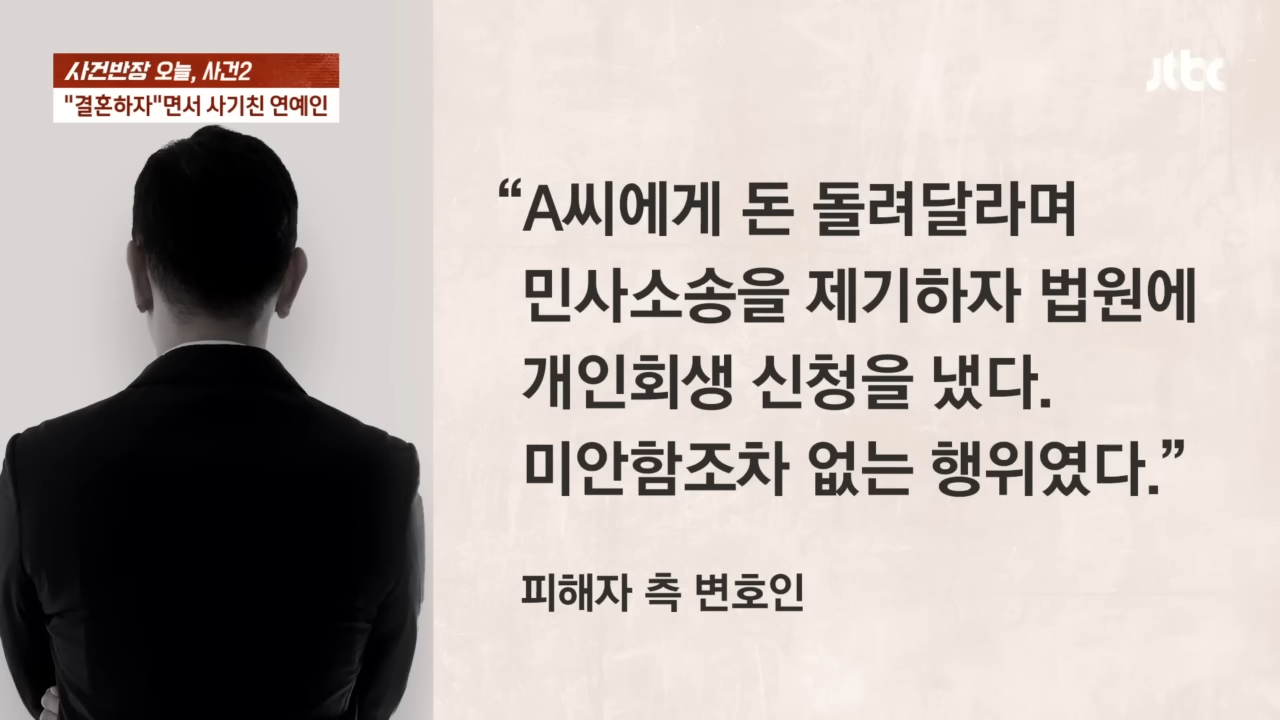 사건반장 오늘, 사건2
"결혼하자"면서 사기친 연예인
jtbc
“A씨에게 돈 돌려달라며
민사소송을 제기하자 법원에
개인회생 신청을 냈다.
미안함조차 없는 행위였다.”
피해자 측 변호인